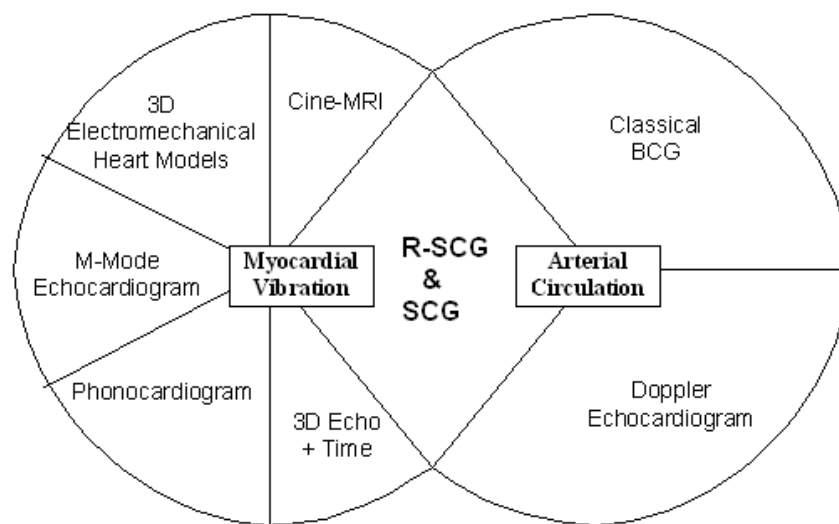 3D
Electromechanical
Heart Models
Cine-MRI
Classical
BCG
M-Mode
Echocardiogram
Myocardial
Vibration
R-SCG
&
SCG
Arterial
Circulation
Phonocardiogram
3D Echo
+ Time
Doppler
Echocardiogram